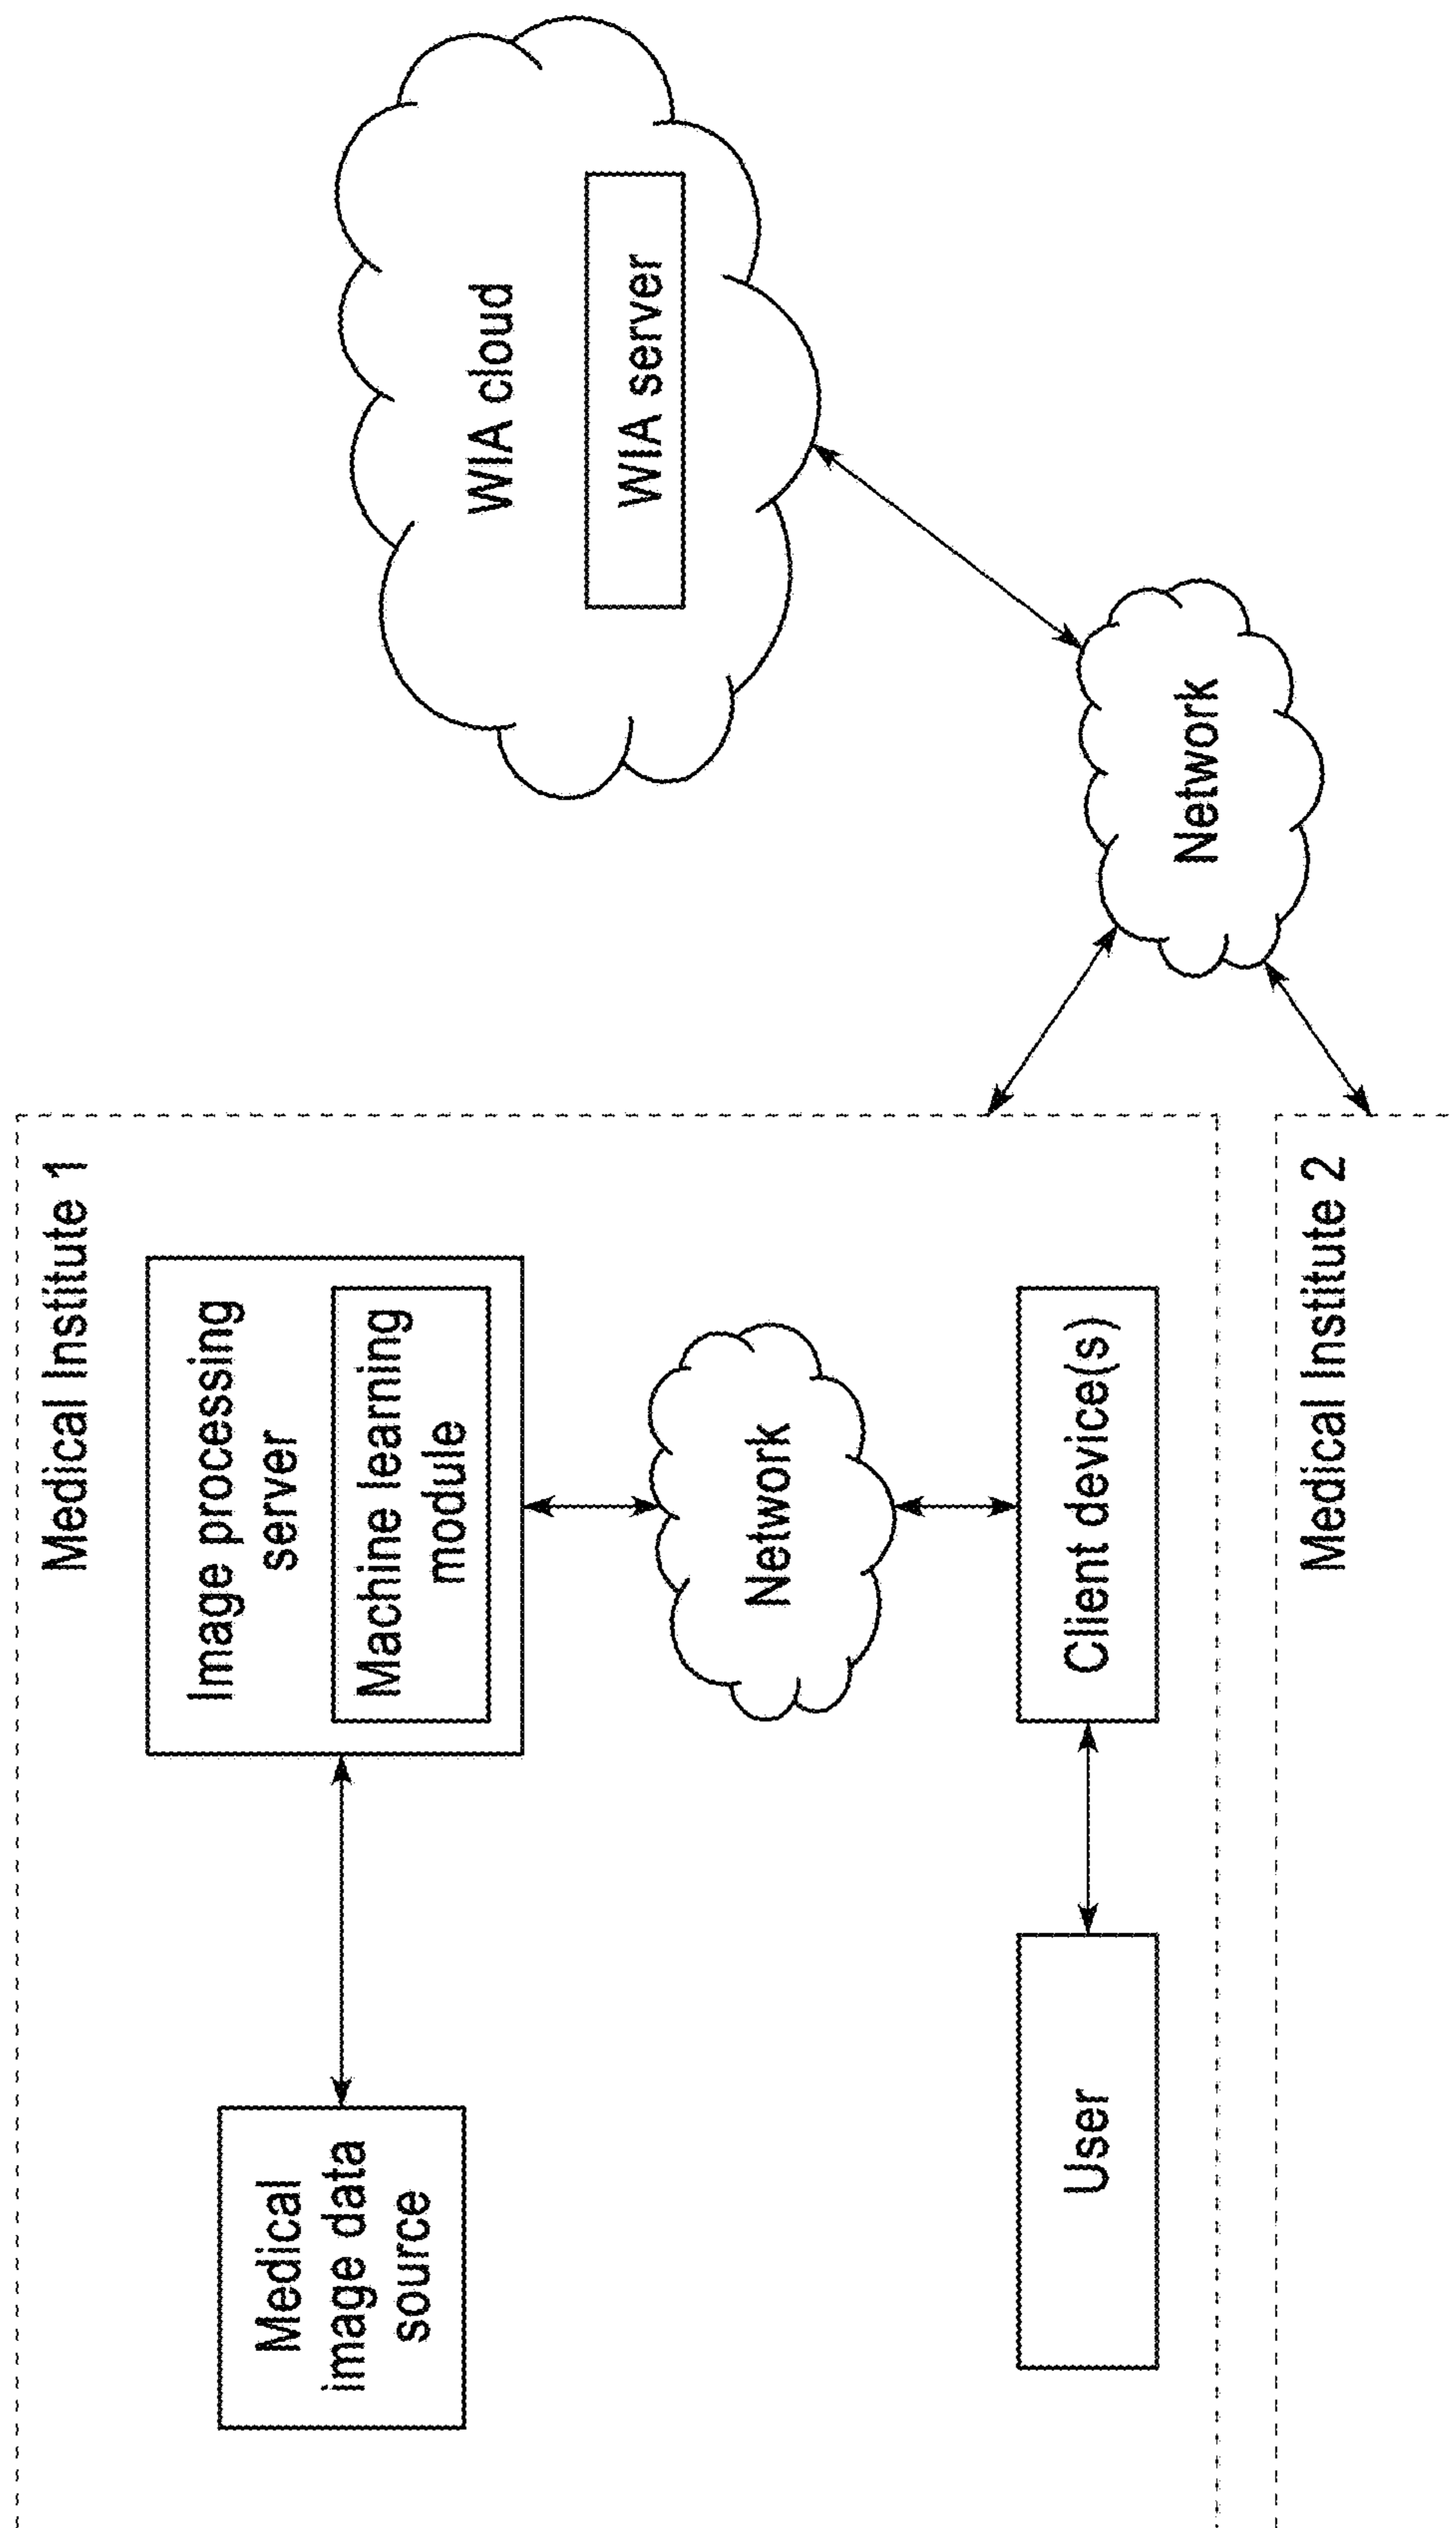 Medical Institute 1
Medical
image data
source
Image processing
server
Machine learning
module
Network
User
Client device(s)
Medical Institute 2
WIA cloud
WIA server
Network